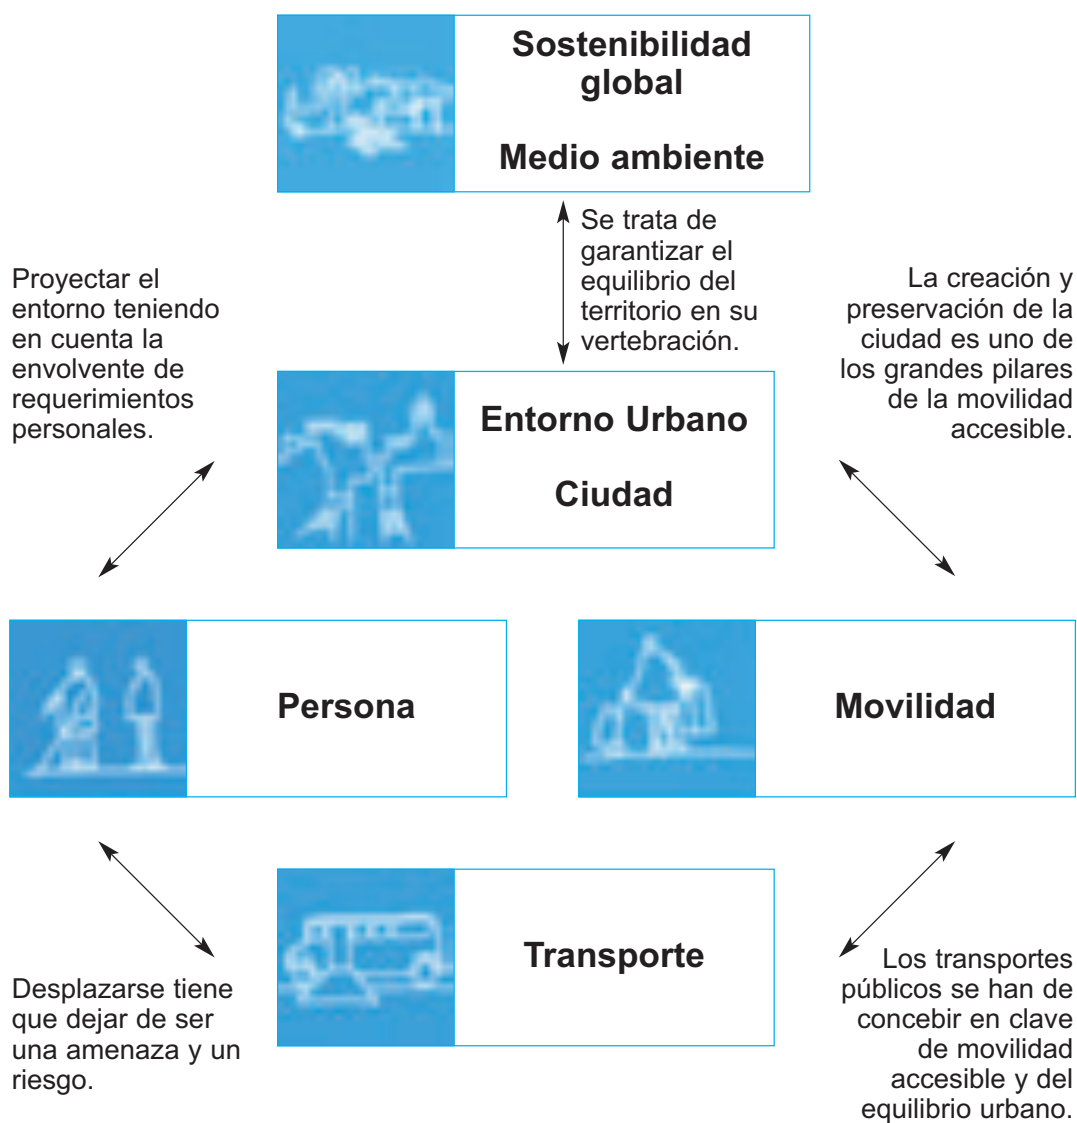 Sostenibilidad
global
Medio ambiente
Se trata de
garantizar el
equilibrio del
territorio en su
vertebración.
Proyectar el
entorno teniendo
en cuenta la
envolvente de
requerimientos
personales.
La creación y
preservación de la
ciudad es uno de
los grandes pilares
de la movilidad
accesible.
Entorno Urbano
Ciudad
Persona
Movilidad
Transporte
Desplazarse tiene
que dejar de ser
una amenaza y un
riesgo.
Los transportes
públicos se han de
concebir en clave
de movilidad
accesible y del
equilibrio urbano.